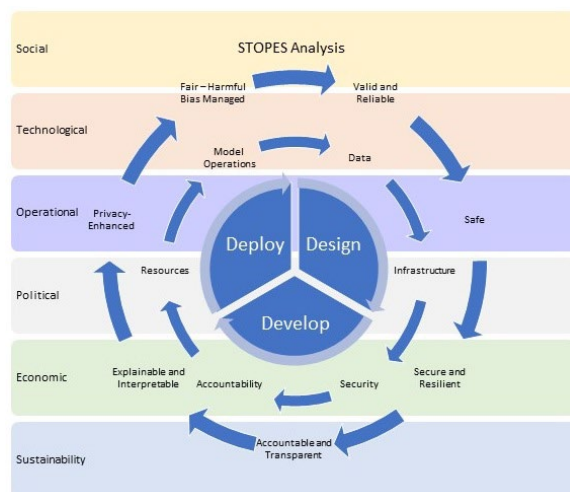 Social
STOPES Analysis
Fair – Harmful
Bias Managed
Valid and
Reliable
Technological
Model
Operations
Data
Operational
Privacy-
Enhanced
Safe
Deploy
Design
Resources
Infrastructure
Political
Develop
Economic
Explainable and
Interpretable
Accountability
Security
Secure and
Resilient
Accountable and
Transparent
Sustainability